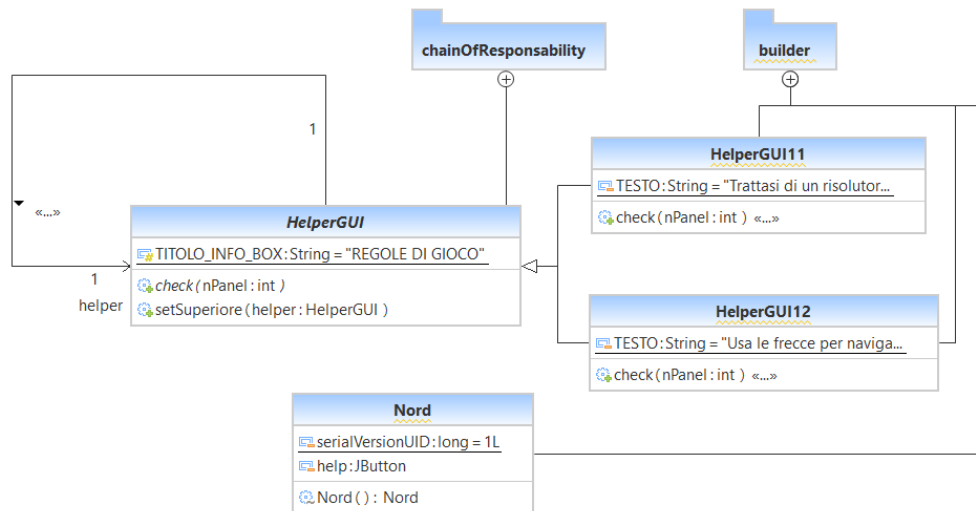 chainOfResponsability
builder
1
«...»
1
helper
HelperGUI
TITOLO_INFO_BOX:String = "REGOLE DI GIOCO"
check(nPanel:int)
setSuperiore(helper:HelperGUI)
HelperGUI11
TESTO:String = "Trattasi di un risolutor...
check(nPanel:int) «...»
HelperGUI12
TESTO:String = "Usa le frecce per naviga...
check(nPanel:int) «...»
Nord
serialVersionUID:long = 1L
help:JButton
Nord(): Nord